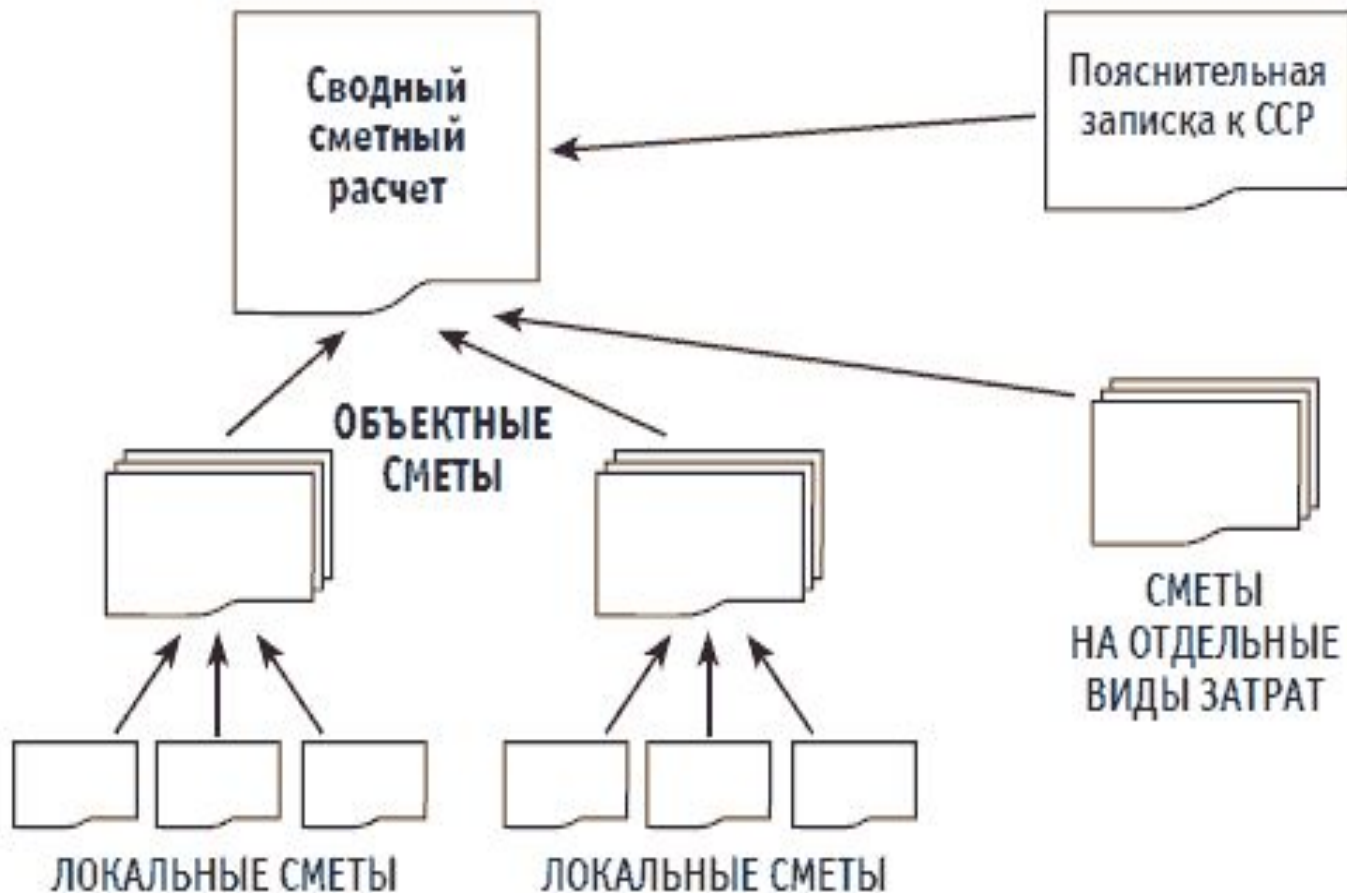 Сводный
сметный
расчет
Пояснительная
записка к ССР
ОБЪЕКТНЫЕ
СМЕТЫ
СМЕТЫ
НА ОТДЕЛЬНЫЕ
ВИДЫ ЗАТРАТ
ЛОКАЛЬНЫЕ СМЕТЫ
ЛОКАЛЬНЫЕ СМЕТЫ